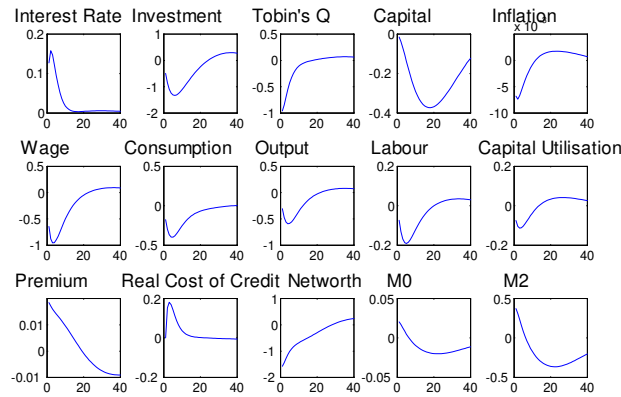 Interest Rate Investment Tobin's Q Capital Inflation
x 10
0.2 1 0.5 0 5
0 0
0.1 0 -0.2
-0.5 -5
-1
0 -2 -1 -0.4 -10
0 20 40 0 20 40 0 20 40 0 20 40 0 20 40
Wage Consumption Output Labour Capital Utilisation
0.5 0.5 0.5 0.2 0.2
0 0
0 0 0
-0.5 -0.5
-1 -0.5 -1 -0.2 -0.2
0 20 40 0 20 40 0 20 40 0 20 40 0 20 40
Premium Real Cost of Credit Networth M0 M2
0.2 1 0.05 0.5
0.01 0
0 0 0 0
-1
-0.01 -0.2 -2 -0.05 -0.5
0 20 40 0 20 40 0 20 40 0 20 40 0 20 40